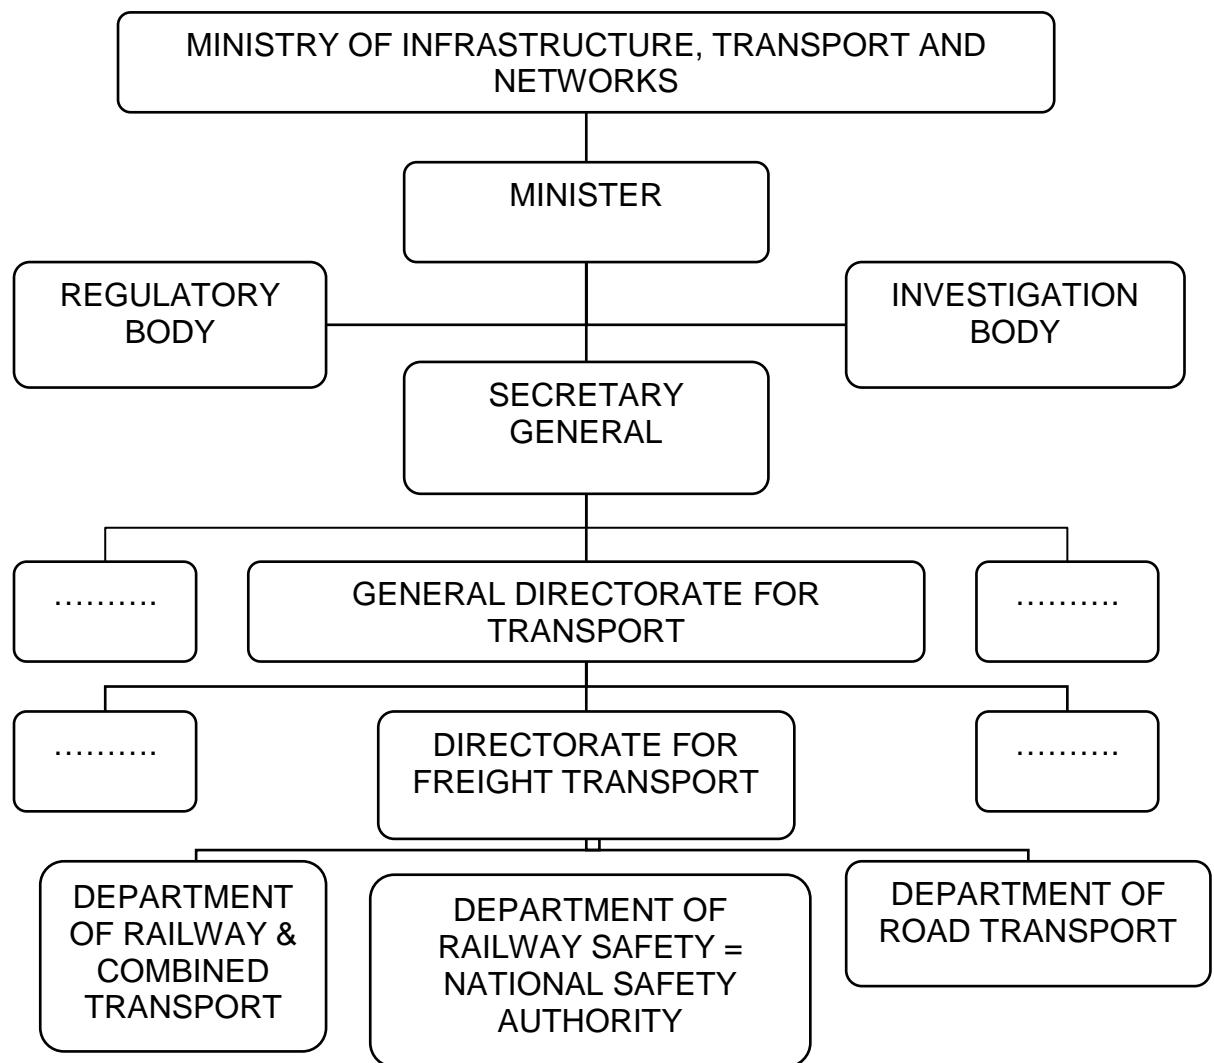 MINISTRY OF INFRASTRUCTURE, TRANSPORT AND
NETWORKS
MINISTER
REGULATORY
BODY
INVESTIGATION
BODY
SECRETARY
GENERAL
……….
GENERAL DIRECTORATE FOR
TRANSPORT
……….
……….
DIRECTORATE FOR
FREIGHT TRANSPORT
……….
DEPARTMENT
OF RAILWAY &
COMBINED
TRANSPORT
DEPARTMENT OF
RAILWAY SAFETY =
NATIONAL SAFETY
AUTHORITY
DEPARTMENT OF
ROAD TRANSPORT